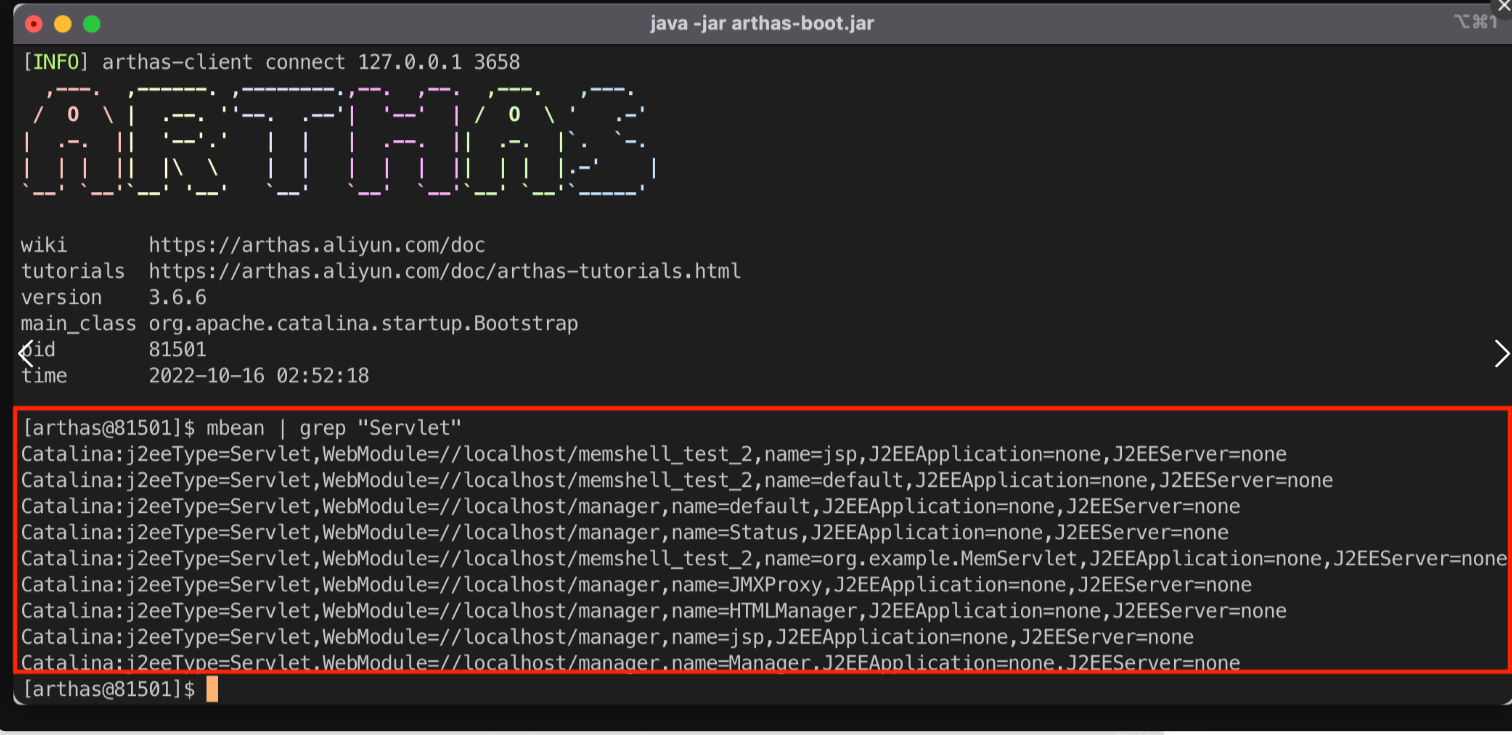 java -jar arthas-boot.jar
⌥⌘1
[INFO] arthas-client connect 127.0.0.1 3658
ARTHAS
wiki https://arthas.aliyun.com/doc
tutorials https://arthas.aliyun.com/doc/arthas-tutorials.html
version 3.6.6
main_class org.apache.catalina.startup.Bootstrap
pid 81501
time 2022-10-16 02:52:18
[arthas@81501]$ mbean | grep "Servlet"
Catalina:j2eeType=Servlet,WebModule=//localhost/memshell_test_2,name=jsp,J2EEApplication=none,J2EEServer=none
Catalina:j2eeType=Servlet,WebModule=//localhost/memshell_test_2,name=default,J2EEApplication=none,J2EEServer=none
Catalina:j2eeType=Servlet,WebModule=//localhost/manager,name=default,J2EEApplication=none,J2EEServer=none
Catalina:j2eeType=Servlet,WebModule=//localhost/manager,name=Status,J2EEApplication=none,J2EEServer=none
Catalina:j2eeType=Servlet,WebModule=//localhost/memshell_test_2,name=org.example.MemServlet,J2EEApplication=none,J2EEServer=none
Catalina:j2eeType=Servlet,WebModule=//localhost/manager,name=JMXProxy,J2EEApplication=none,J2EEServer=none
Catalina:j2eeType=Servlet,WebModule=//localhost/manager,name=HTMLManager,J2EEApplication=none,J2EEServer=none
Catalina:j2eeType=Servlet,WebModule=//localhost/manager,name=jsp,J2EEApplication=none,J2EEServer=none
Catalina:j2eeType=Servlet,WebModule=//localhost/manager,name=Manager,J2EEApplication=none,J2EEServer=none
[arthas@81501]$